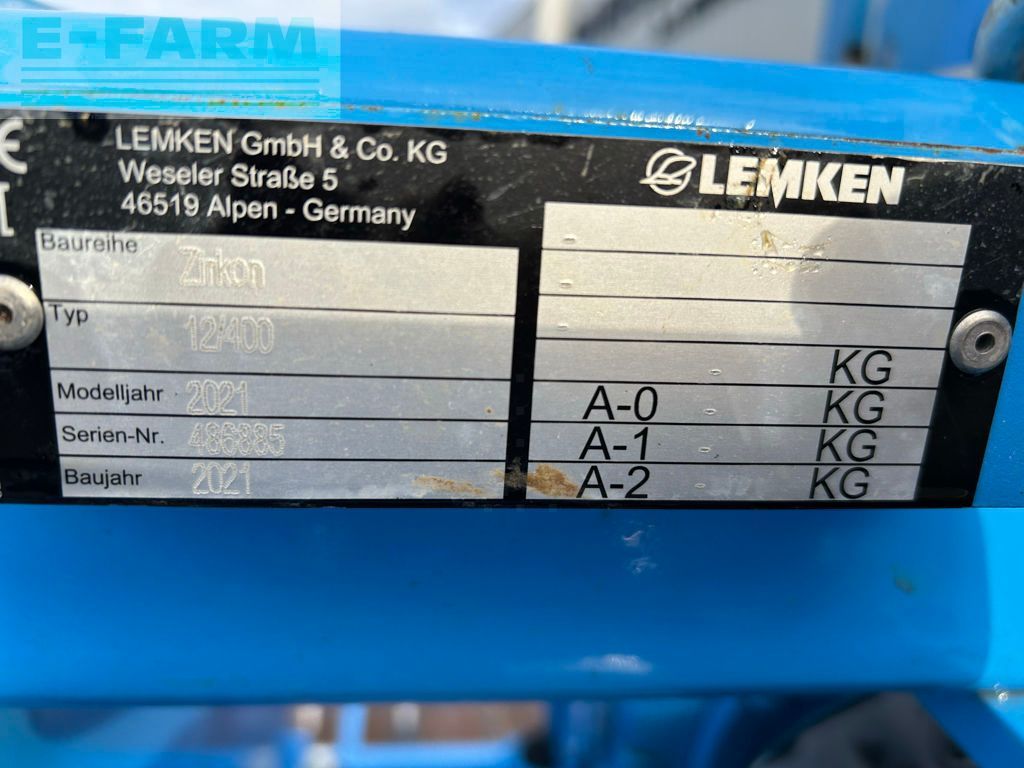 E-FARM
LEMKEN GmbH & Co. KG
Weseler Straße 5
46519 Alpen - Germany
LEMKEN
CE
Baureihe Zirkon
Typ 12/400
Modelljahr 2021
Serien-Nr. 486885
Baujahr 2021
- 
-
-
- KG
A-0 - KG
A-1 - KG
A-2 - KG